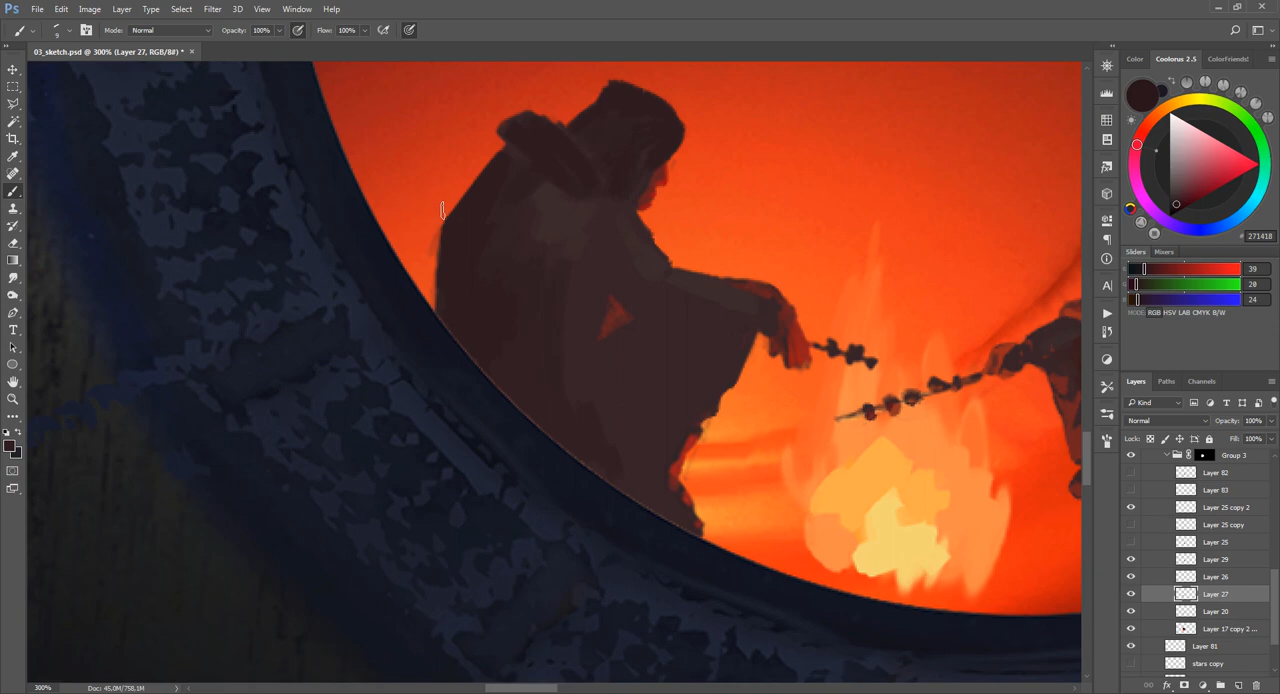 Ps File Edit Image Layer Type Select Filter 3D View Window Help
9 Mode: Normal Opacity: 100% Flow: 100%
03_sketch.psd @ 300% (Layer 27, RGB/8#) * ×
Color Coolorus 2.5 ColorFriends!
# 271418
Sliders Mixers
39
20
24
MODE: RGB HSV LAB CMYK B/W
Layers Paths Channels
Kind
Normal Opacity: 100%
Lock: Fill: 100%
Group 3
Layer 82
Layer 83
Layer 25 copy 2
Layer 25 copy
Layer 25
Layer 29
Layer 26
Layer 27
Layer 20
Layer 17 copy 2 ...
Layer 81
stars copy
300% Doc: 45,0M/758,1M